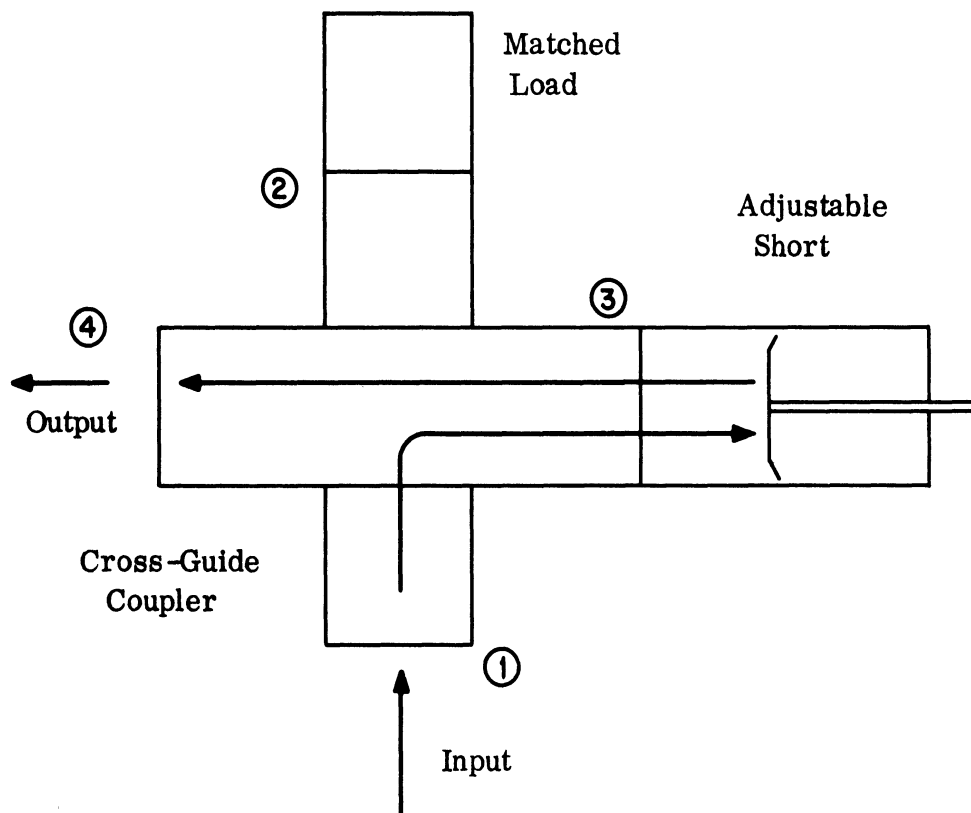 Matched
Load
②
Adjustable
Short
③
④
Output
Cross-Guide
Coupler
①
Input